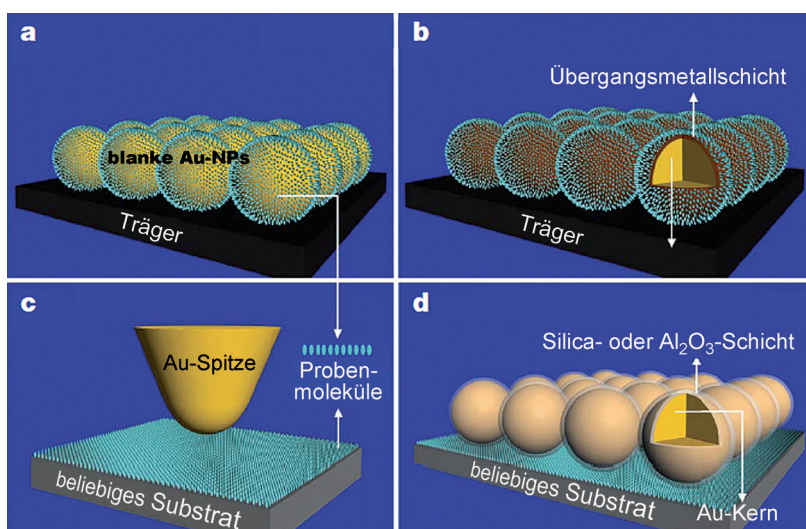 a
blanke Au-NPs
Träger
b
Übergangsmetallschicht
Träger
c
Au-Spitze
Proben-
moleküle
beliebiges Substrat
d
Silica- oder Al₂O₃-Schicht
beliebiges Substrat
Au-Kern